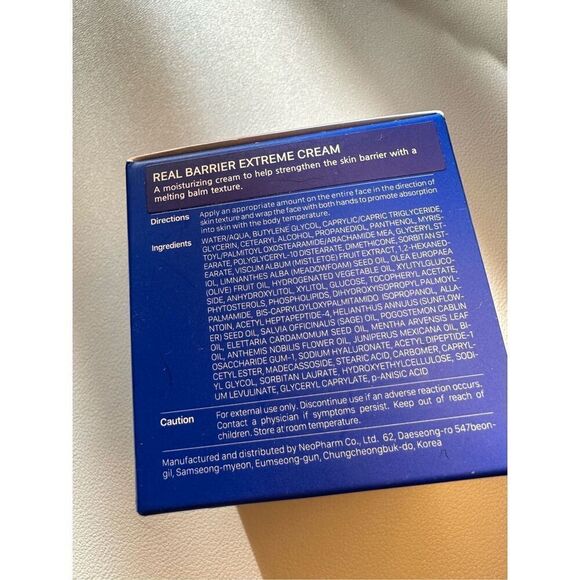 REAL BARRIER EXTREME CREAM
A moisturizing cream to help strengthen the skin barrier with a
melting balm texture.
Directions Apply an appropriate amount on the entire face in the direction of
skin texture and wrap the face with both hands to promote absorption
into skin with the body temperature.
Ingredients WATER/AQUA, BUTYLENE GLYCOL, CAPRYLIC/CAPRIC TRIGLYCERIDE,
GLYCERIN, CETEARYL ALCOHOL, PROPANEDIOL, PANTHENOL, MYRIS-
TOYL/PALMITOYL OXOSTEARAMIDE/ARACHAMIDE MEA, GLYCERYL ST-
EARATE, POLYGLYCERYL-10 DISTEARATE, DIMETHICONE, SORBITAN ST-
EARATE, VISCUM ALBUM (MISTLETOE) FRUIT EXTRACT, 1,2-HEXANED-
IOL, LIMNANTHES ALBA (MEADOWFOAM) SEED OIL, OLEA EUROPAEA
(OLIVE) FRUIT OIL, HYDROGENATED VEGETABLE OIL, XYLITYLGLUCO-
SIDE, ANHYDROXYLITOL, XYLITOL, GLUCOSE, TOCOPHERYL ACETATE,
PHYTOSTEROLS, PHOSPHOLIPIDS, DIHYDROXYISOPROPYL PALMOYL-
PALMAMIDE, BIS-CAPRYLOYLOXYPALMITAMIDO ISOPROPANOL, ALLA-
NTOIN, ACETYL HEPTAPEPTIDE-4, HELIANTHUS ANNUUS (SUNFLOW-
ER) SEED OIL, SALVIA OFFICINALIS (SAGE) OIL, POGOSTEMON CABLIN
OIL, ELETTARIA CARDAMOMUM SEED OIL, MENTHA ARVENSIS LEAF
OIL, ANTHEMIS NOBILIS FLOWER OIL, JUNIPERUS MEXICANA OIL, BI-
OSACCHARIDE GUM-1, SODIUM HYALURONATE, ACETYL DIPEPTIDE-1
CETYL ESTER, MADECASSOSIDE, STEARIC ACID, CARBOMER, CAPRYL-
YL GLYCOL, SORBITAN LAURATE, HYDROXYETHYLCELLULOSE, SODI-
UM LEVULINATE, GLYCERYL CAPRYLATE, p-ANISIC ACID
Caution For external use only. Discontinue use if an adverse reaction occurs.
Contact a physician if symptoms persist. Keep out of reach of
children. Store at room temperature.
Manufactured and distributed by NeoPharm Co., Ltd. 62, Daeseong-ro 547beon-
gil, Samseong-myeon, Eumseong-gun, Chungcheongbuk-do, Korea